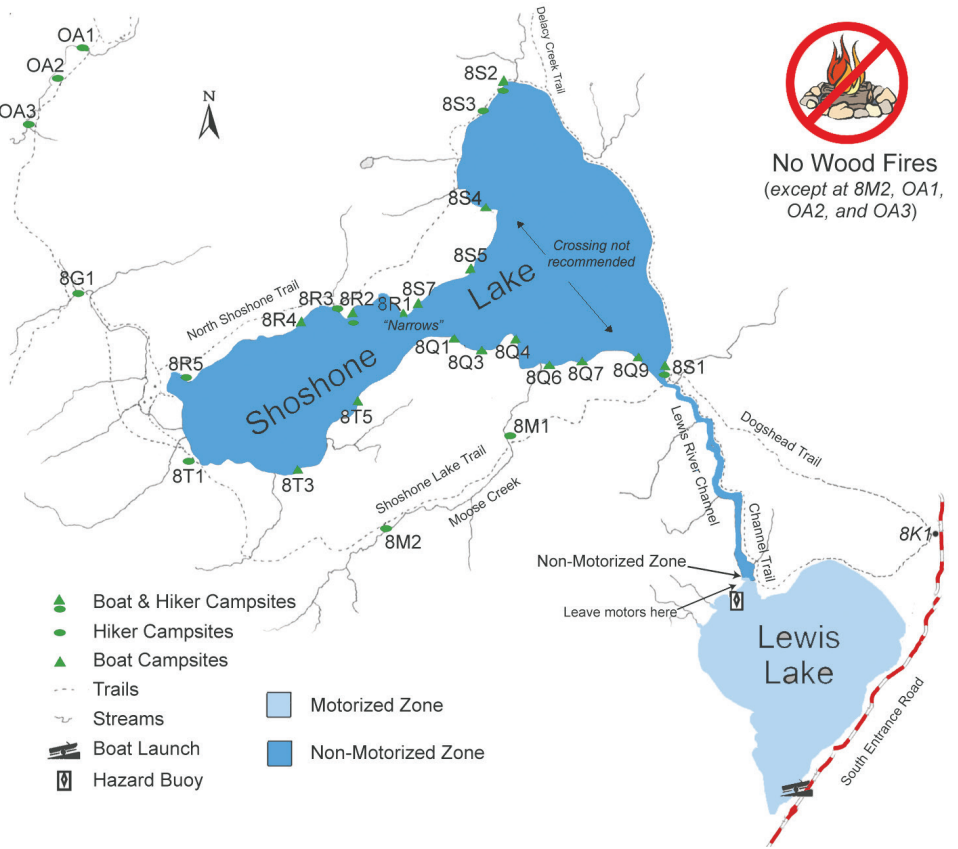 OA1
OA2
OA3
N
8S2
8S3
Delacy Creek Trail
No Wood Fires
(except at 8M2, OA1,
OA2, and OA3)
8S4
Crossing not
recommended
8S5
Lake
8G1
North Shoshone Trail
8R3
8R2
8R1
8S7
8R4
"Narrows"
8Q1
8Q3
8Q4
8Q6
8Q7
8Q9
8S1
8R5
Shoshone
8T5
8M1
8T1
8T3
Shoshone Lake Trail
Moose Creek
8M2
Lewis River
Channel
Dogshead Trail
Channel Trail
8K1
Non-Motorized Zone
Leave motors here
Lewis
Lake
South Entrance Road
Boat & Hiker Campsites
Hiker Campsites
Boat Campsites
Trails
Streams
Boat Launch
Hazard Buoy
Motorized Zone
Non-Motorized Zone